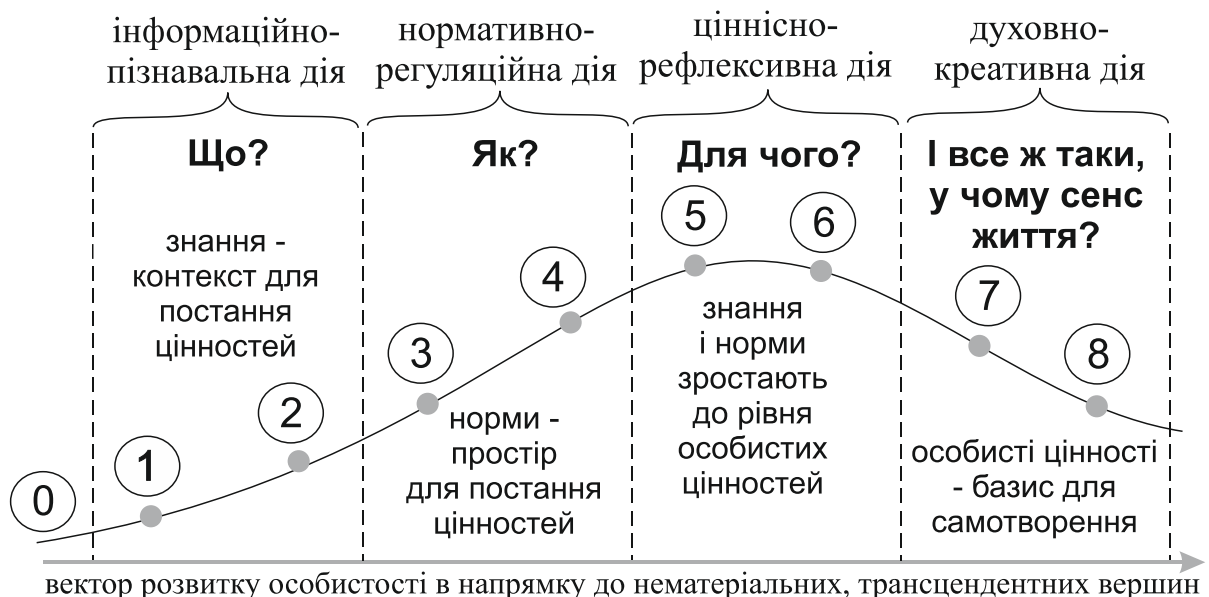 інформаційно-
пізнавальна дія
нормативно-
регуляційна дія
ціннісно-
рефлексивна дія
духовно-
креативна дія
Що?
Як?
Для чого?
І все ж таки,
у чому сенс
життя?
знання -
контекст для
постання
цінностей
норми -
простір
для постання
цінностей
знання
і норми
зростають
до рівня
особистих
цінностей
особисті цінності
- базис для
самотворення
0
1
2
3
4
5
6
7
8
вектор розвитку особистості в напрямку до нематеріальних, трансцендентних вершин